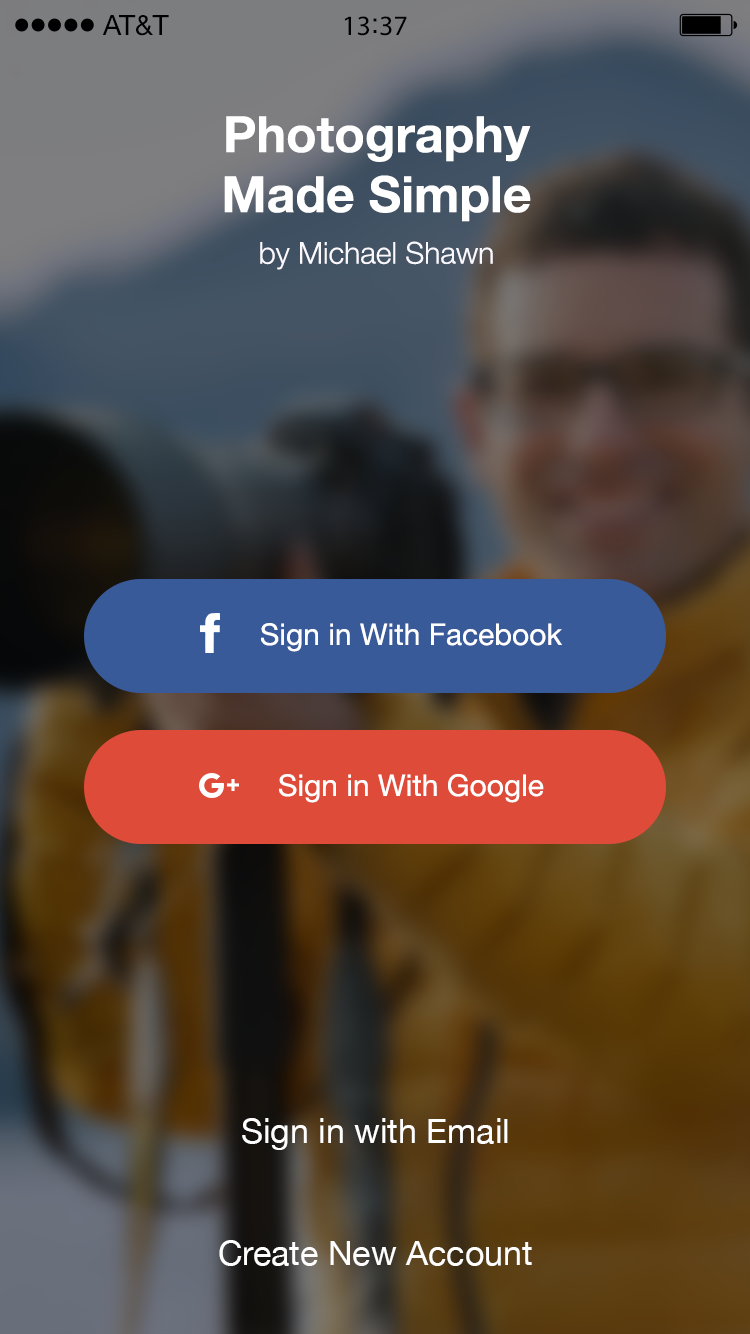 AT&T 13:37
Photography
Made Simple
by Michael Shawn
f Sign in With Facebook
G+ Sign in With Google
Sign in with Email
Create New Account